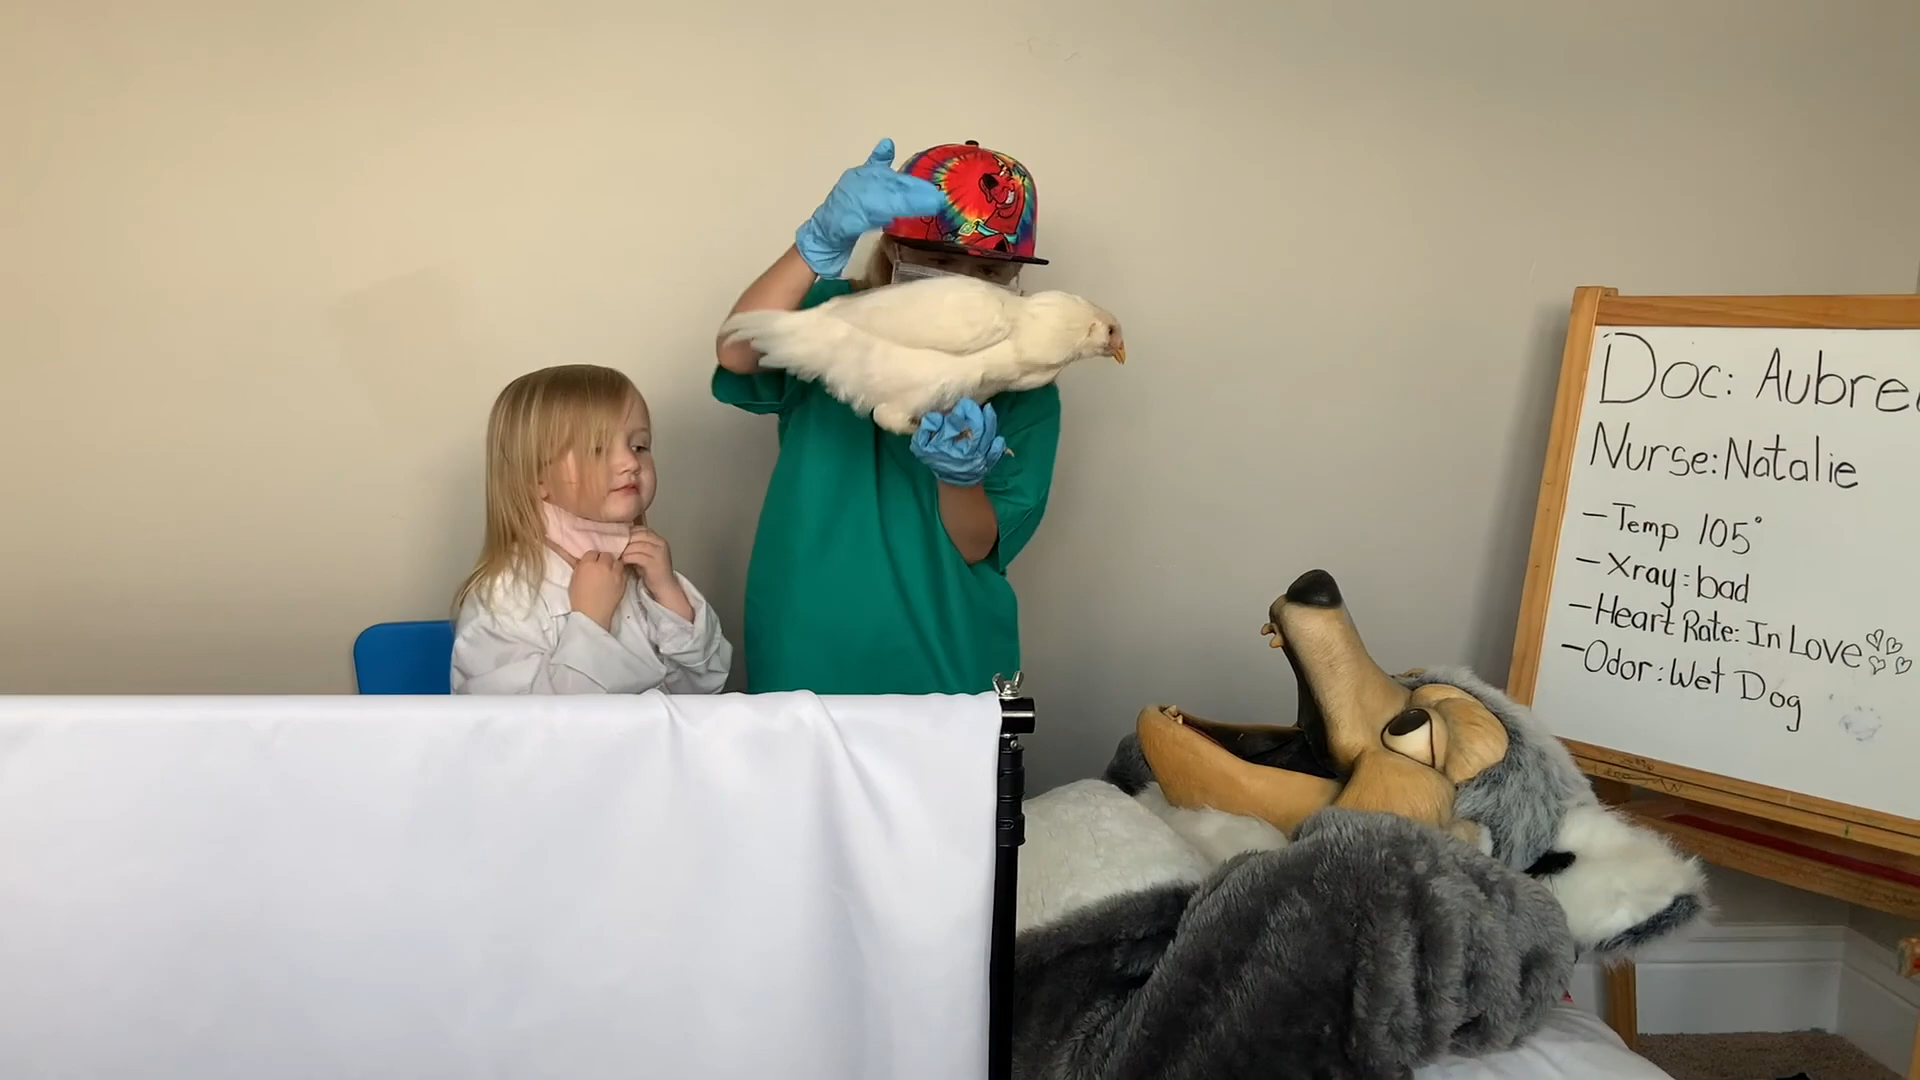 Doc: Aubre
Nurse: Natalie
- Temp 105°
- Xray: bad
- Heart Rate: In Love
- Odor: Wet Dog